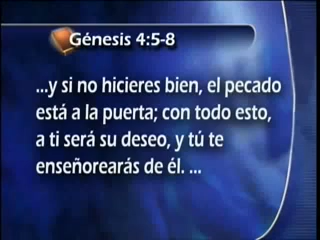 Génesis 4:5-8
...y si no hicieres bien, el pecado
está a la puerta; con todo esto,
a ti será su deseo, y tú te
enseñorearás de él. ...